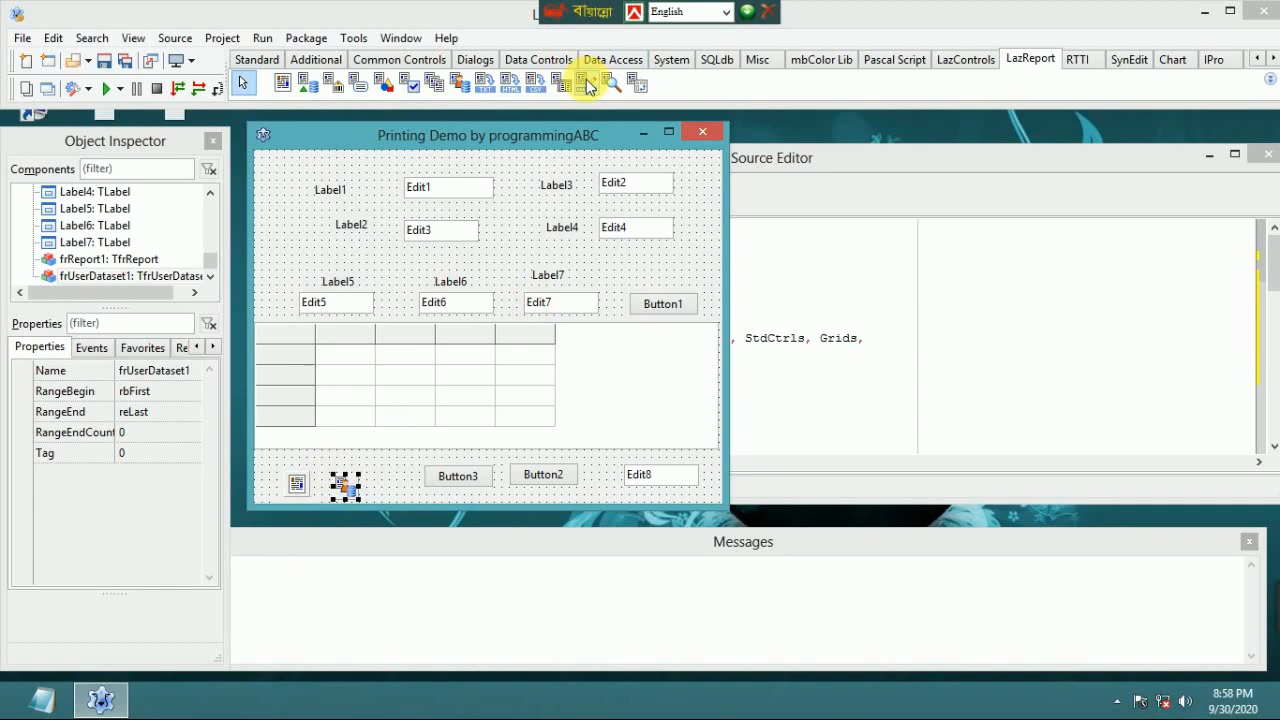 L
বায়ান্নো
English
File Edit Search View Source Project Run Package Tools Window Help
Standard Additional Common Controls Dialogs Data Controls Data Access System SQLdb Misc mbColor Lib Pascal Script LazControls LazReport RTTI SynEdit Chart IPro
TXT HTML CSV
Object Inspector
Components (filter)
Label4: TLabel
Label5: TLabel
Label6: TLabel
Label7: TLabel
frReport1: TfrReport
frUserDataset1: TfrUserDatase
Properties (filter)
Properties Events Favorites Re
Name frUserDataset1
RangeBegin rbFirst
RangeEnd reLast
RangeEndCount 0
Tag 0
Printing Demo by programmingABC
Label1 Edit1 Label3 Edit2
Label2 Edit3 Label4 Edit4
Label5 Label6 Label7
Edit5 Edit6 Edit7 Button1
Button3 Button2 Edit8
Source Editor
, StdCtrls, Grids,
Messages
8:58 PM
9/30/2020